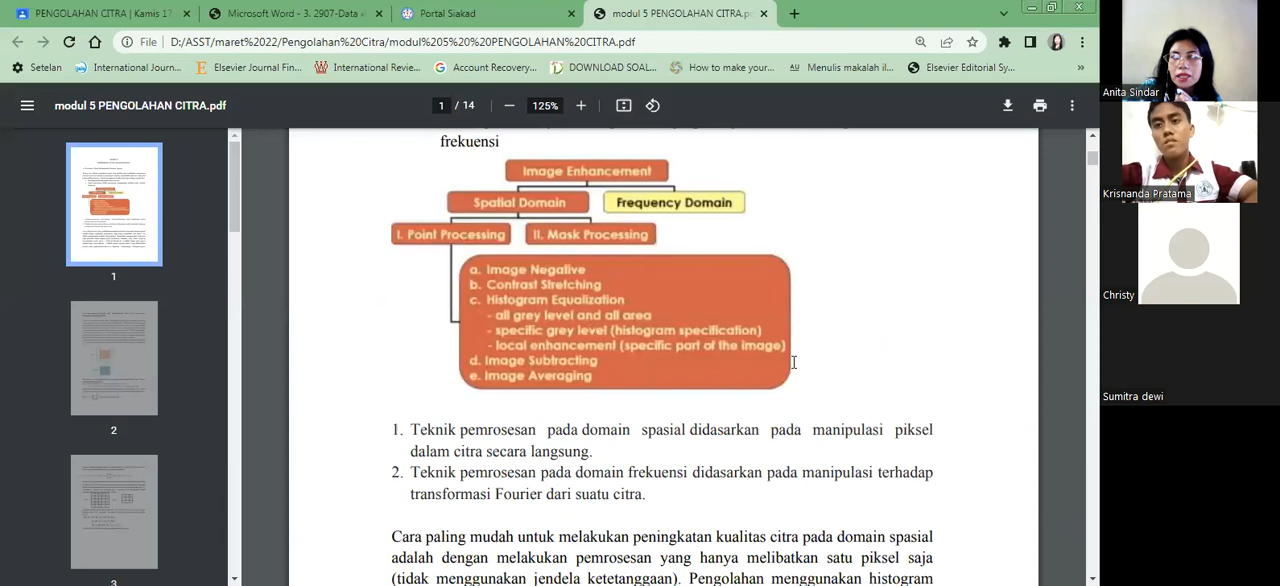 PENGOLAHAN CITRA | Kamis 17
Microsoft Word - 3. 2907-Data
Portal Siakad
modul 5 PENGOLAHAN CITRA.p
File
D:/ASST/maret%2022/Pengolahan%20Citra/modul%205%20%20PENGOLAHAN%20CITRA.pdf
Setelan
International Journ...
Elsevier Journal Fin...
International Revie...
Account Recovery...
DOWNLOAD SOAL...
How to make your...
Menulis makalah il...
Elsevier Editorial Sy...
»
modul 5 PENGOLAHAN CITRA.pdf
1 / 14
125%
1
2
3
frekuensi
Image Enhancement
Spatial Domain
Frequency Domain
I. Point Processing
II. Mask Processing
a. Image Negative
b. Contrast Stretching
c. Histogram Equalization
- all grey level and all area
- specific grey level (histogram specification)
- local enhancement (specific part of the image)
d. Image Subtracting
e. Image Averaging
1. Teknik pemrosesan pada domain spasial didasarkan pada manipulasi piksel
dalam citra secara langsung.
2. Teknik pemrosesan pada domain frekuensi didasarkan pada manipulasi terhadap
transformasi Fourier dari suatu citra.
Cara paling mudah untuk melakukan peningkatan kualitas citra pada domain spasial
adalah dengan melakukan pemrosesan yang hanya melibatkan satu piksel saja
(tidak menggunakan jendela ketetanggaan). Pengolahan menggunakan histogram
Anita Sindar
Krisnanda Pratama
Christy
Sumitra dewi